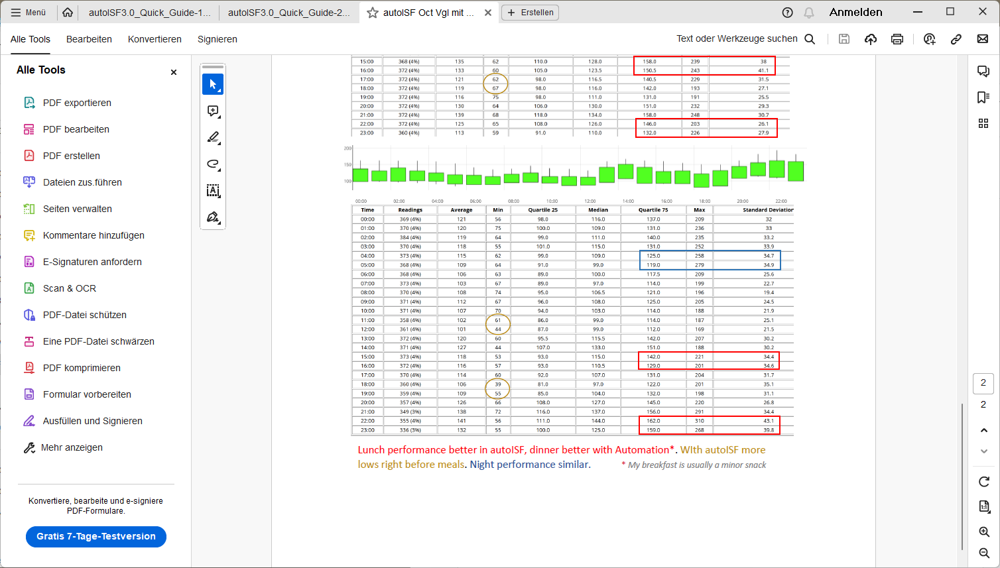 Menü
autoISF3.0_Quick_Guide-1...
autoISF3.0_Quick_Guide-2...
autoISF Oct Vgl mit ...
Erstellen
Anmelden
Alle Tools
Bearbeiten
Konvertieren
Signieren
Text oder Werkzeuge suchen
Alle Tools
PDF exportieren
PDF bearbeiten
PDF erstellen
Dateien zus.führen
Seiten verwalten
Kommentare hinzufügen
E-Signaturen anfordern
Scan & OCR
PDF-Datei schützen
Eine PDF-Datei schwärzen
PDF komprimieren
Formular vorbereiten
Ausfüllen und Signieren
Mehr anzeigen
Konvertiere, bearbeite und e-signiere
PDF-Formulare.
Gratis 7-Tage-Testversion
15:00 368 (4%) 135 62 110.0 128.0 158.0 239 38
16:00 372 (4%) 133 60 105.0 123.5 150.5 243 41.1
17:00 372 (4%) 121 62 98.0 116.5 140.5 229 31.5
18:00 372 (4%) 119 67 98.0 116.0 142.0 193 27.1
19:00 372 (4%) 116 75 98.0 111.0 131.0 191 25.5
20:00 372 (4%) 130 64 106.0 130.0 151.0 232 29.3
21:00 372 (4%) 139 68 118.0 134.0 158.0 248 30.7
22:00 372 (4%) 125 65 108.0 126.0 146.0 203 26.1
23:00 360 (4%) 113 59 91.0 110.0 132.0 226 27.9
200
150
100
00:00 02:00 04:00 06:00 08:00 10:00 12:00 14:00 16:00 18:00 20:00 22:00
Time Readings Average Min Quartile 25 Median Quartile 75 Max Standard Deviation
00:00 369 (4%) 121 56 98.0 116.0 137.0 209 32
01:00 370 (4%) 120 75 100.0 109.0 131.0 236 33
02:00 384 (4%) 119 64 99.0 111.0 140.0 235 33.2
03:00 370 (4%) 118 55 101.0 115.0 131.0 252 33.9
04:00 373 (4%) 115 62 99.0 109.0 125.0 258 34.7
05:00 368 (4%) 109 64 91.0 99.0 119.0 279 34.9
06:00 368 (4%) 106 63 89.0 100.0 117.5 209 25.6
07:00 373 (4%) 103 67 89.0 97.0 114.0 199 22.7
08:00 370 (4%) 108 74 95.0 106.5 121.0 196 19.4
09:00 371 (4%) 112 67 96.0 108.0 125.0 205 24.5
10:00 371 (4%) 107 70 94.0 103.0 114.0 188 21.9
11:00 358 (4%) 102 61 86.0 99.0 114.0 187 25.1
12:00 361 (4%) 101 44 87.0 99.0 112.0 169 21.5
13:00 372 (4%) 120 60 95.5 115.5 142.0 207 30.2
14:00 371 (4%) 127 44 107.0 133.0 151.0 188 30.2
15:00 373 (4%) 118 53 93.0 115.0 142.0 221 34.4
16:00 372 (4%) 116 57 93.0 110.5 129.0 201 34.6
17:00 370 (4%) 114 60 92.0 107.0 131.0 204 31.7
18:00 360 (4%) 106 39 81.0 97.0 122.0 201 35.1
19:00 359 (4%) 109 55 85.0 104.0 132.0 198 31.1
20:00 357 (4%) 126 66 108.0 127.0 145.0 220 26.8
21:00 349 (3%) 138 72 116.0 137.0 156.0 291 34.4
22:00 355 (4%) 141 56 111.0 144.0 162.0 310 43.1
23:00 336 (3%) 132 55 100.0 125.0 159.0 268 39.8
Lunch performance better in autoISF, dinner better with Automation*. WIth autoISF more
lows right before meals. Night performance similar. * My breakfast is usually a minor snack
2
2
1:1